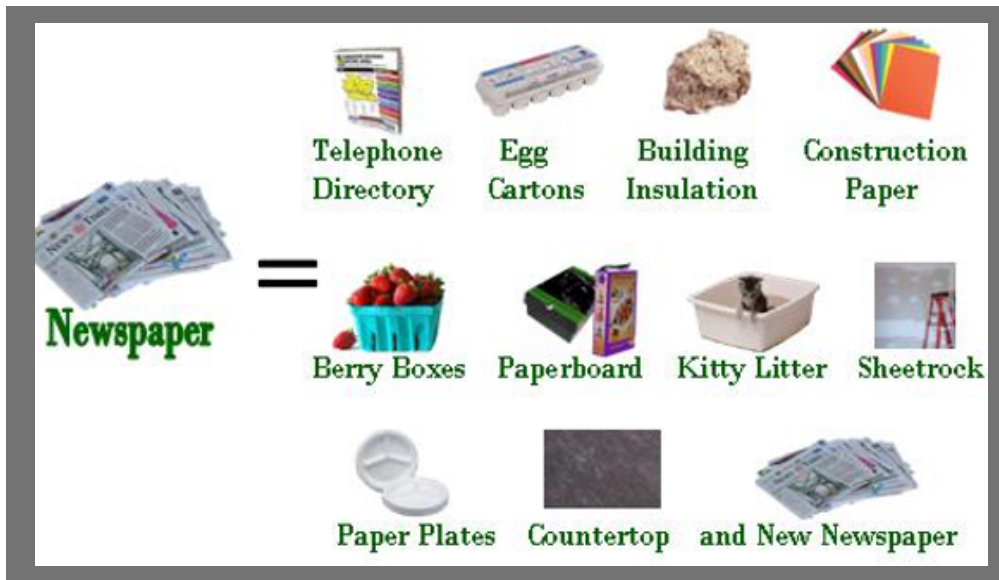 Telephone Directory
Egg Cartons
Building Insulation
Construction Paper
Newspaper
=
Berry Boxes
Paperboard
Kitty Litter
Sheetrock
Paper Plates
Countertop
and New Newspaper